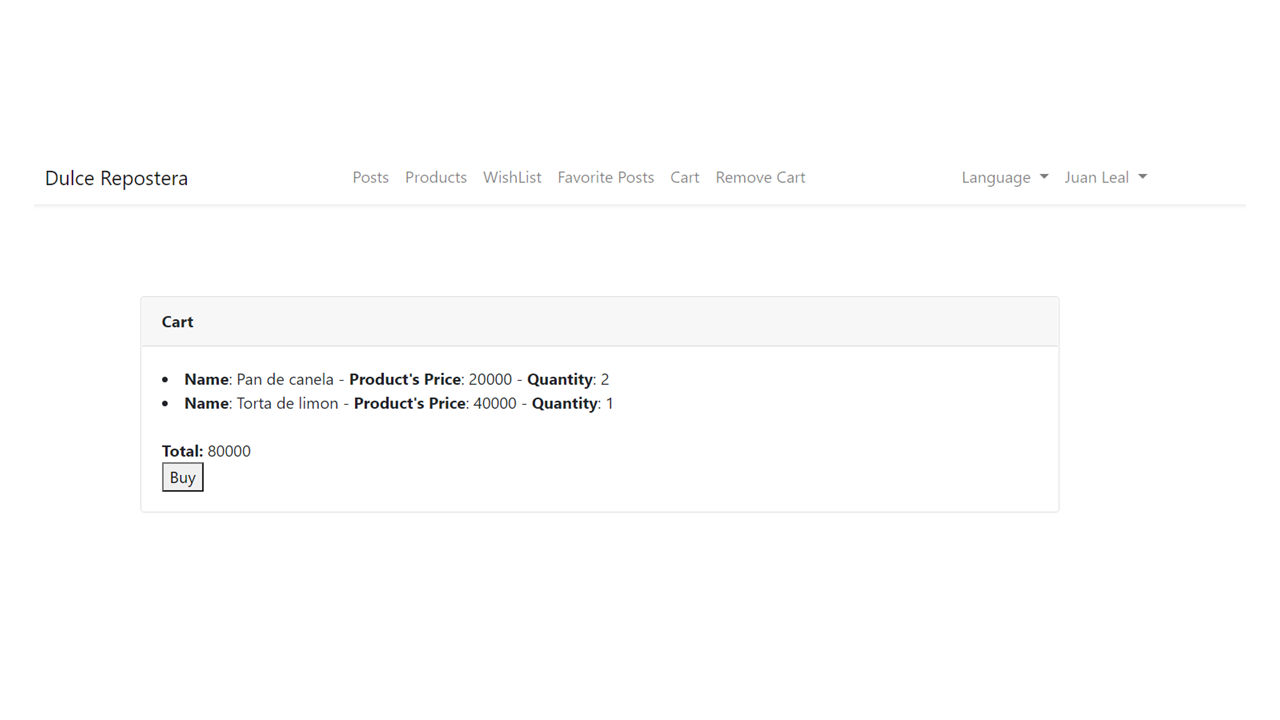 Dulce Repostera Posts Products WishList Favorite Posts Cart Remove Cart Language Juan Leal
Cart
• Name: Pan de canela - Product's Price: 20000 - Quantity: 2
• Name: Torta de limon - Product's Price: 40000 - Quantity: 1
Total: 80000
Buy